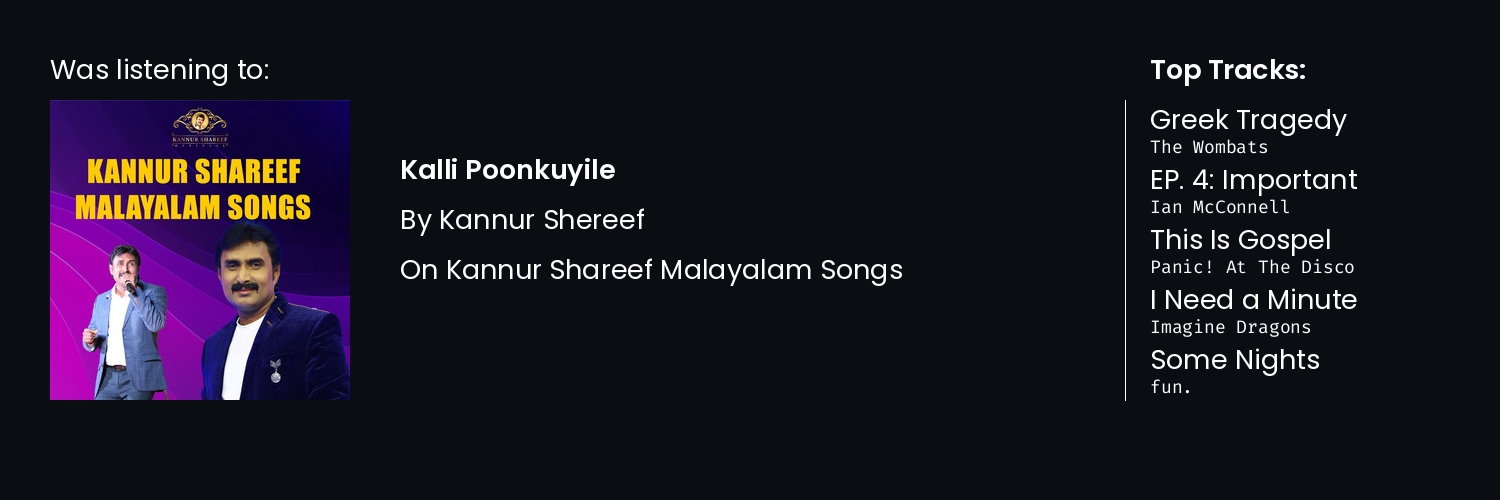 Was listening to:
KANNUR SHAREEF
KANNUR SHAREEF
MALAYALAM SONGS
Kalli Poonkuyile
By Kannur Shereef
On Kannur Shareef Malayalam Songs
Top Tracks:
Greek Tragedy
The Wombats
EP. 4: Important
Ian McConnell
This Is Gospel
Panic! At The Disco
I Need a Minute
Imagine Dragons
Some Nights
fun.